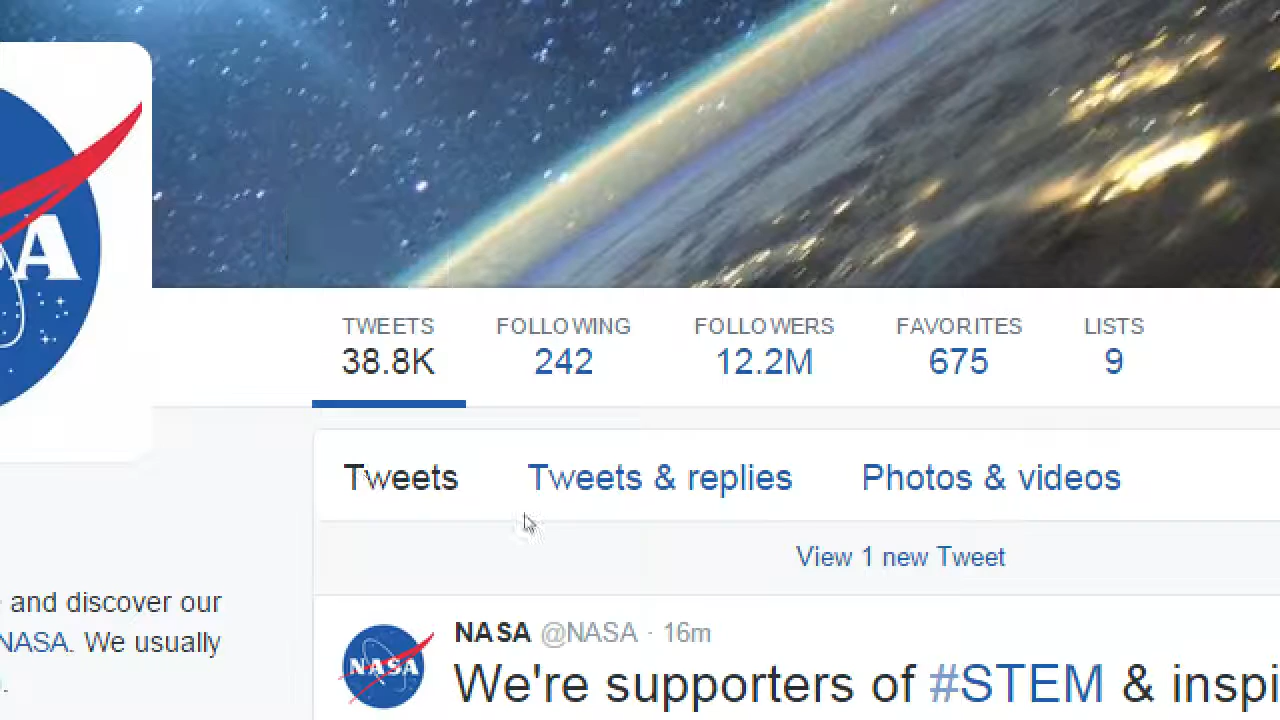 TWEETS FOLLOWING FOLLOWERS FAVORITES LISTS
38.8K 242 12.2M 675 9
Tweets Tweets & replies Photos & videos
View 1 new Tweet
and discover our
NASA. We usually
NASA @NASA · 16m
NASA
We're supporters of #STEM & inspi